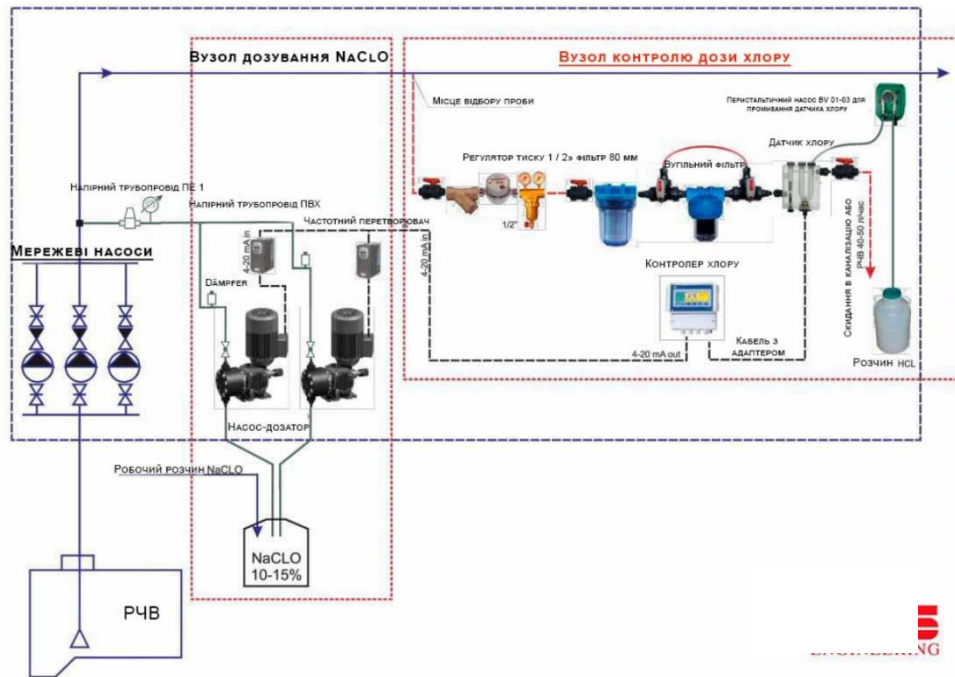 Вузол дозування NaClO
Вузол контролю дози хлору
Місце відбору проби
Перистальтичний насос BV 01-03 для
промивання датчика хлору
Датчик хлору
Регулятор тиску 1 / 2» фільтр 80 мм
Вугільний фільтр
Напірний трубопровід ПЕ 1
Напірний трубопровід ПВХ
Частотний перетворювач
1/2"
Мережеві насоси
4-20 mA in
4-20 mA in
Dämpfer
Контролер хлору
Скидання в каналізацію або
РЧВ 40-50 л/час
4-20 mA out
Кабель з
адаптером
Розчин HCL
Насос-дозатор
Робочий розчин NaCLO
NaCLO
10-15%
РЧВ
ENGINEERING